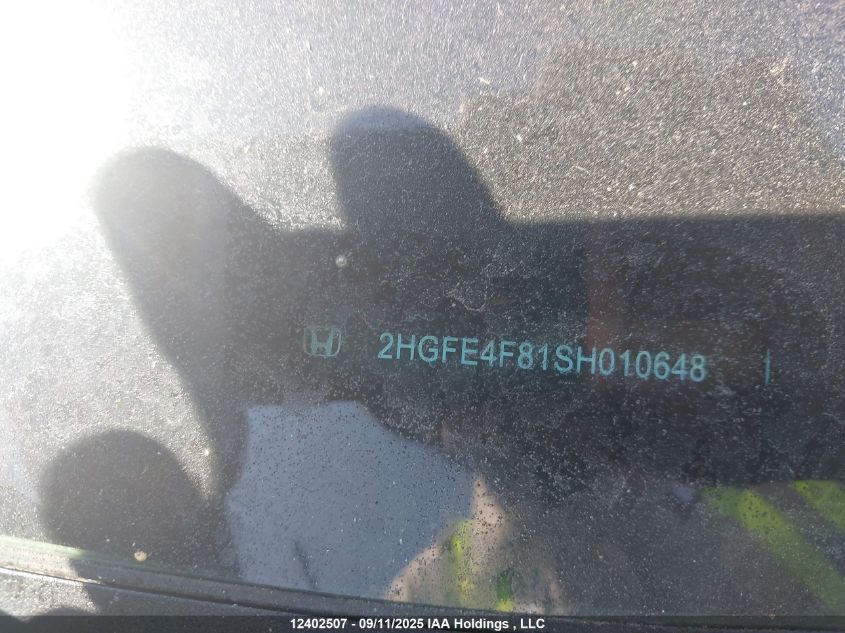 2HGFE4F81SH010648
12402507 - 09/11/2025 IAA Holdings , LLC